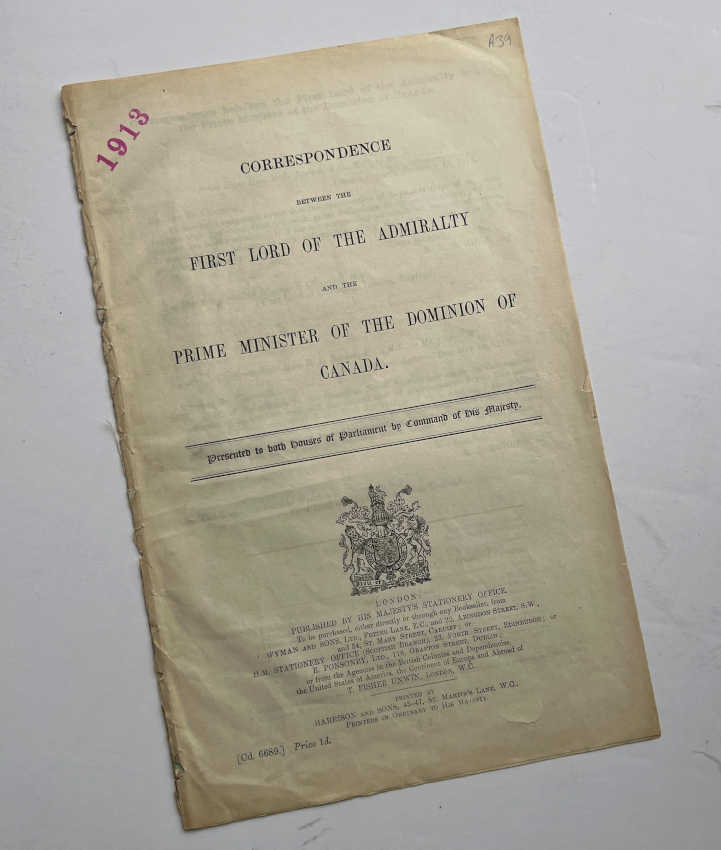 A39
1913
CORRESPONDENCE
BETWEEN THE
FIRST LORD OF THE ADMIRALTY
AND THE
PRIME MINISTER OF THE DOMINION OF
CANADA.
Presented to both Houses of Parliament by Command of His Majesty.
LONDON:
PUBLISHED BY HIS MAJESTY'S STATIONERY OFFICE.
To be purchased, either directly or through any Bookseller, from
WYMAN AND SONS, LTD., FETTER LANE, E.C., and 32, ABINGDON STREET, S.W.,
and 54, ST. MARY STREET, CARDIFF; or
H.M. STATIONERY OFFICE (SCOTTISH BRANCH), 23, FORTH STREET, EDINBURGH; or
E. PONSONBY, LTD., 116, GRAFTON STREET, DUBLIN;
or from the Agencies in the British Colonies and Dependencies,
the United States of America, the Continent of Europe and Abroad of
T. FISHER UNWIN, LONDON, W.C.
PRINTED BY
HARRISON AND SONS, 45-47, ST. MARTIN'S LANE, W.C.,
PRINTERS IN ORDINARY TO HIS MAJESTY.
[Cd. 6689.] Price 1d.